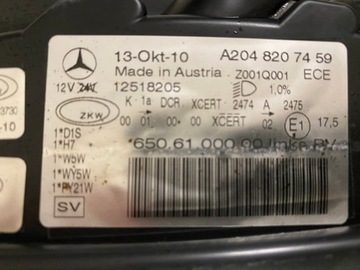 13-Okt-10 A204 820 74 59
Made in Austria Z001Q001 ECE
12V 24V 12518205 1,0%
3730 K 1a DCR XCERT 2474 A 2475
-10 ZKW 00 01 00 00 XCERT 02 E1 17,5
1*D1S
1*H7 *650.61.000.00
1*W5W
1*WY5W
1*PY21W
SV